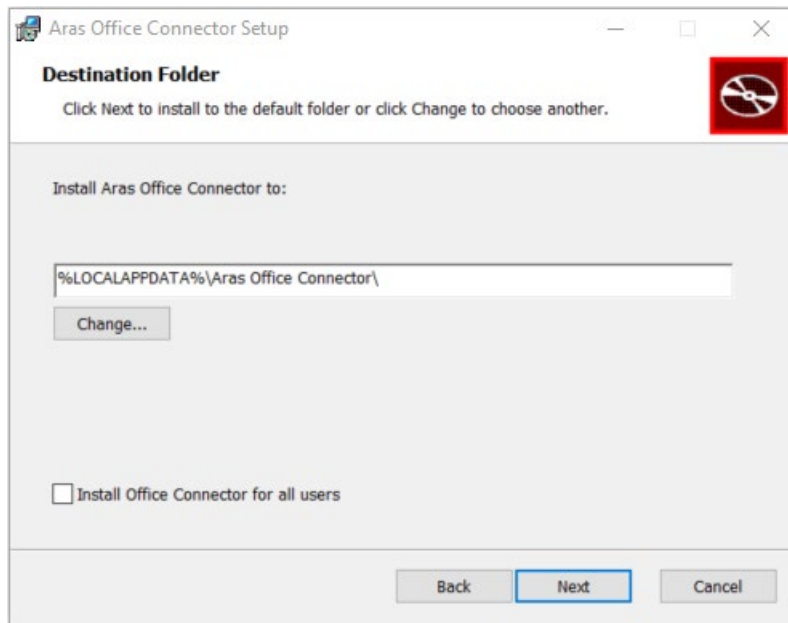 Aras Office Connector Setup
Destination Folder
Click Next to install to the default folder or click Change to choose another.
Install Aras Office Connector to:
%LOCALAPPDATA%\Aras Office Connector\
Change...
Install Office Connector for all users
Back Next Cancel